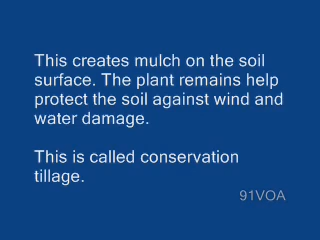 This creates mulch on the soil
surface. The plant remains help
protect the soil against wind and
water damage.
This is called conservation
tillage.
91VOA